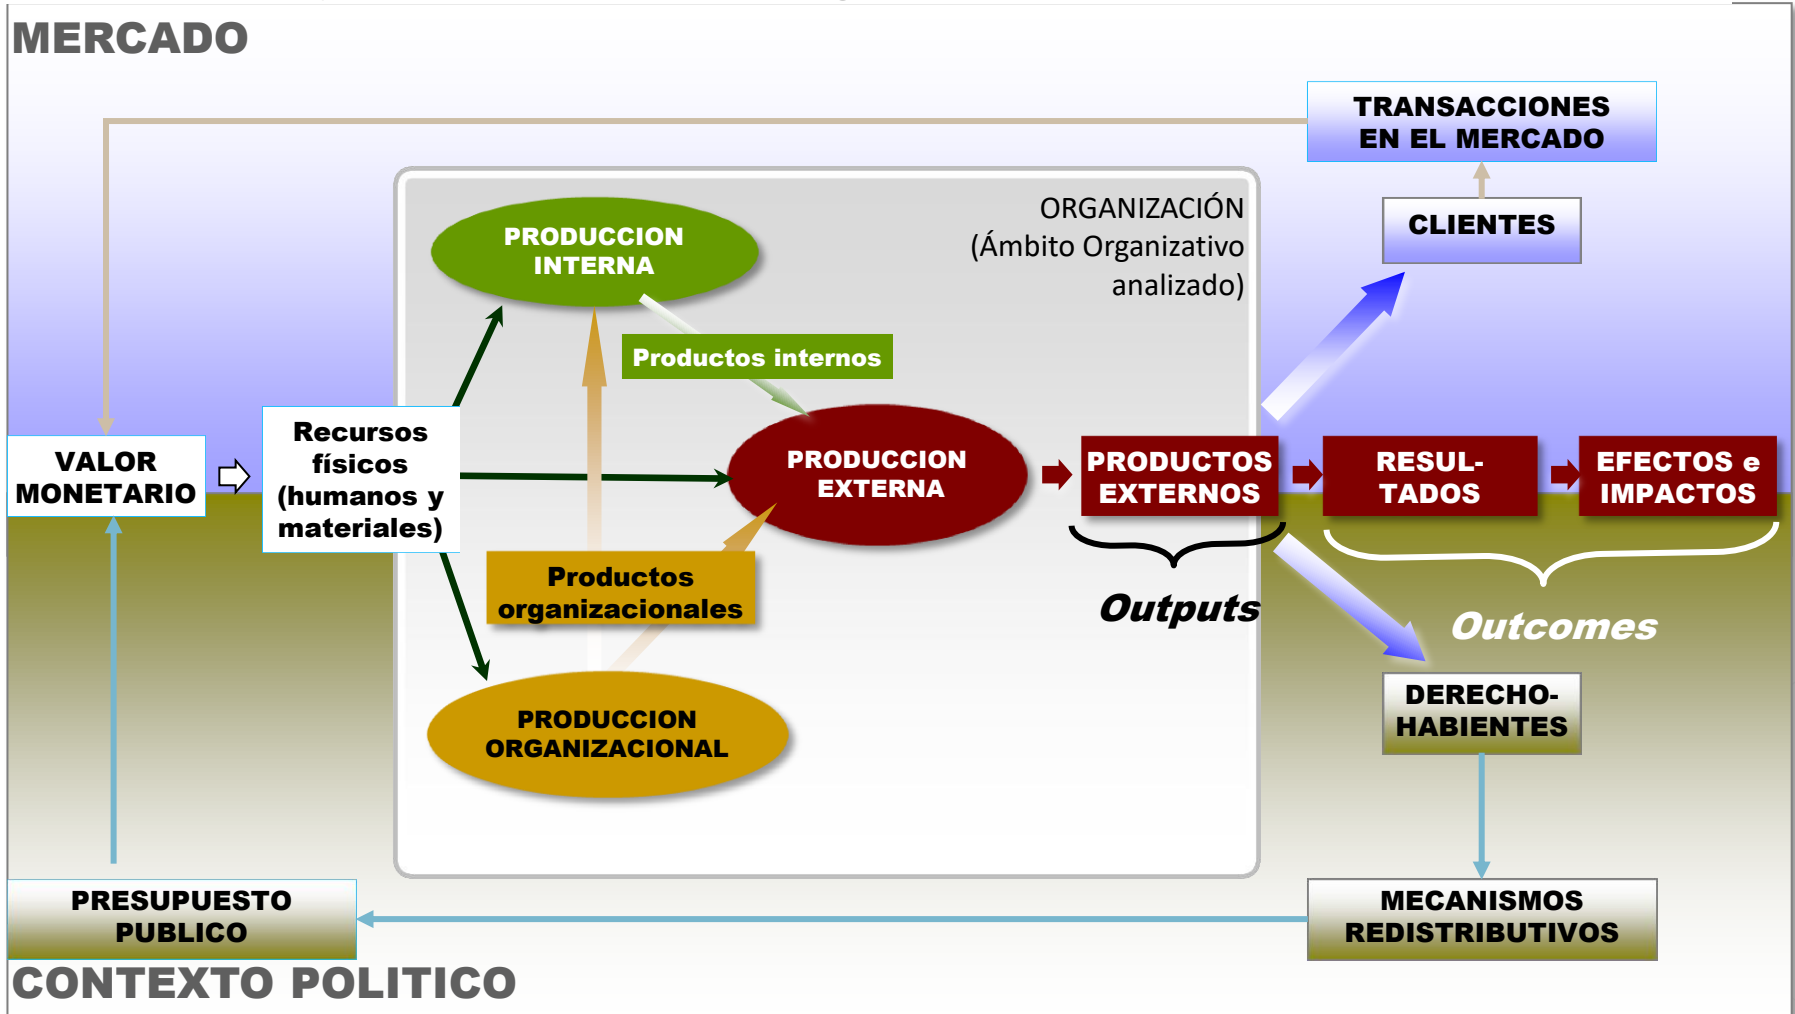 MERCADO
TRANSACCIONES
EN EL MERCADO
CLIENTES
ORGANIZACIÓN
(Ámbito Organizativo
analizado)
PRODUCCION
INTERNA
Productos internos
VALOR
MONETARIO
Recursos
físicos
(humanos y
materiales)
PRODUCCION
EXTERNA
PRODUCTOS
EXTERNOS
RESUL-
TADOS
EFECTOS e
IMPACTOS
Productos
organizacionales
Outputs
Outcomes
PRODUCCION
ORGANIZACIONAL
DERECHO-
HABIENTES
PRESUPUESTO
PUBLICO
MECANISMOS
REDISTRIBUTIVOS
CONTEXTO POLITICO